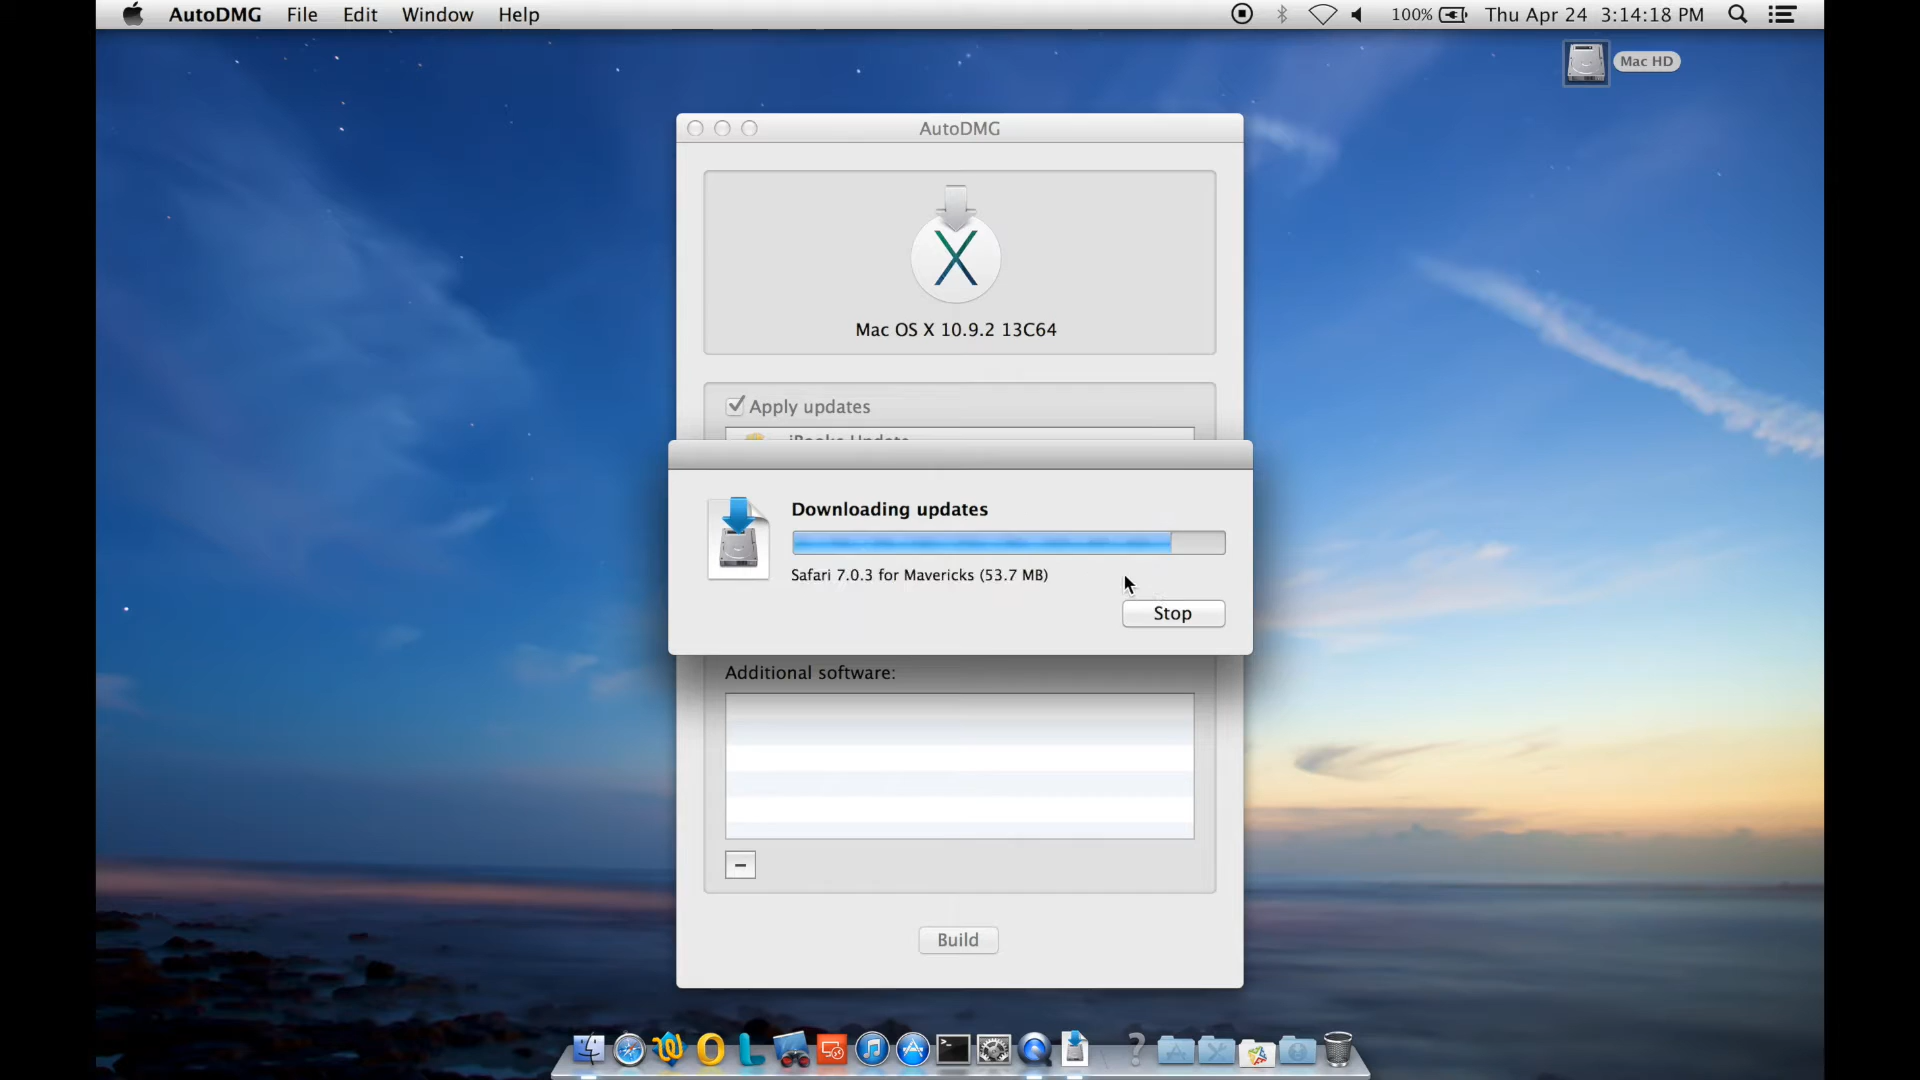 AutoDMG File Edit Window Help 100% Thu Apr 24 3:14:18 PM
Mac HD
AutoDMG
Mac OS X 10.9.2 13C64
Apply updates
iBooks Update
Downloading updates
Safari 7.0.3 for Mavericks (53.7 MB)
Stop
Additional software:
Build